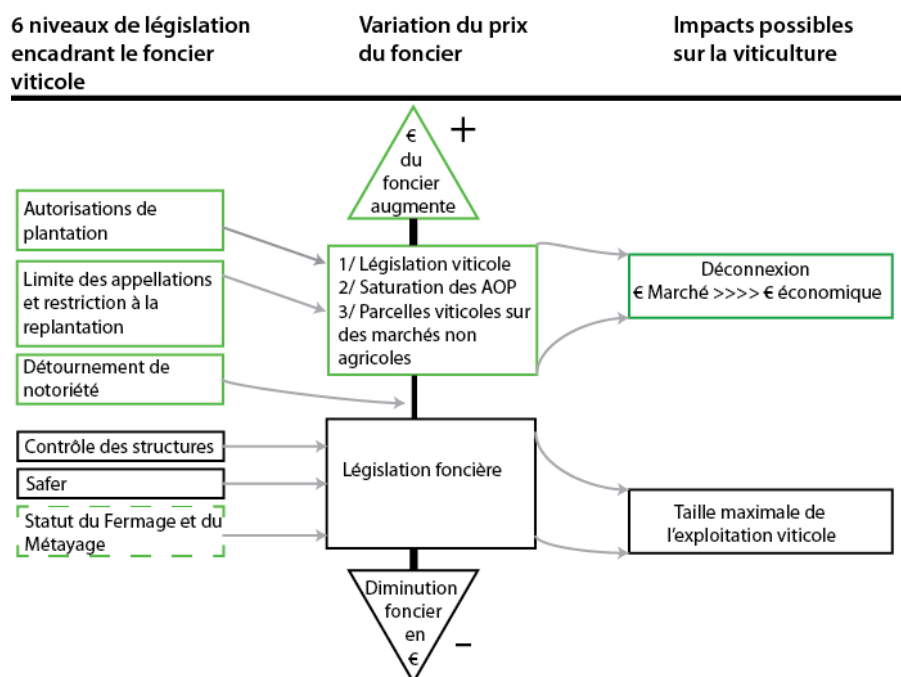 6 niveaux de législation
encadrant le foncier
viticole
Variation du prix
du foncier
Impacts possibles
sur la viticulture
+
€
du
foncier
augmente
Autorisations de
plantation
Limite des appellations
et restriction à la
replantation
Détournement de
notoriété
1/ Législation viticole
2/ Saturation des AOP
3/ Parcelles viticoles sur
des marchés non
agricoles
Déconnexion
€ Marché >>>> € économique
Contrôle des structures
Safer
Statut du Fermage et du
Métayage
Législation foncière
Taille maximale de
l'exploitation viticole
Diminution
foncier
en
€
–